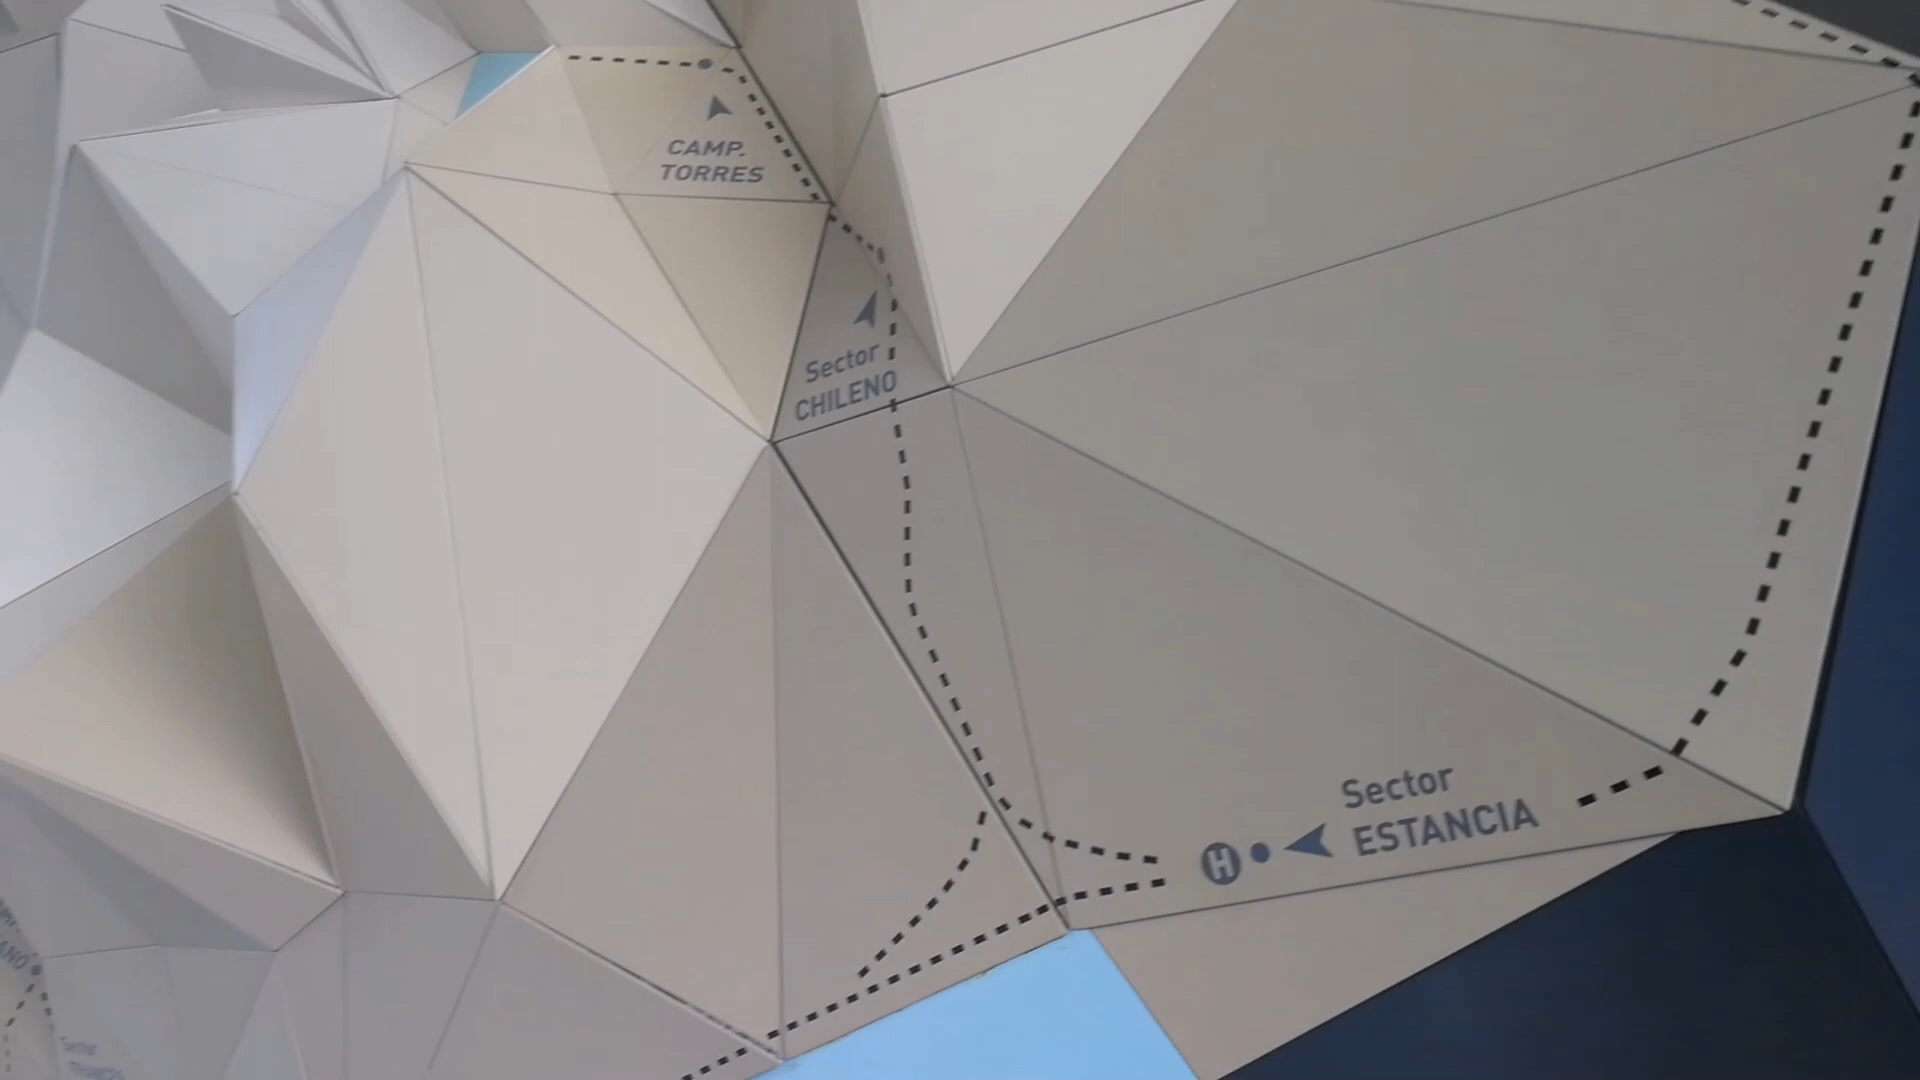 CAMP.
TORRES
Sector
CHILENO
Sector
ESTANCIA
H